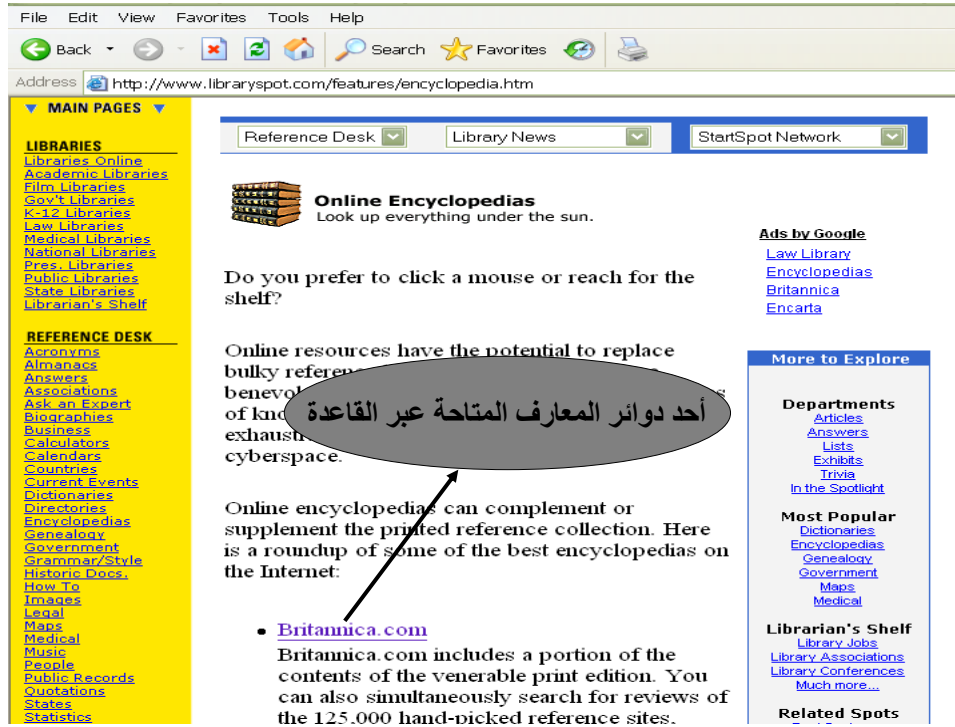 File Edit View Favorites Tools Help
Back Search Favorites
Address http://www.libraryspot.com/features/encyclopedia.htm
MAIN PAGES
LIBRARIES
Libraries Online
Academic Libraries
Film Libraries
Gov't Libraries
K-12 Libraries
Law Libraries
Medical Libraries
National Libraries
Pres. Libraries
Public Libraries
State Libraries
Librarian's Shelf
REFERENCE DESK
Acronyms
Almanacs
Answers
Associations
Ask an Expert
Biographies
Business
Calculators
Calendars
Countries
Current Events
Dictionaries
Directories
Encyclopedias
Genealogy
Government
Grammar/Style
Historic Docs.
How To
Images
Legal
Maps
Medical
Music
People
Public Records
Quotations
States
Statistics
Reference Desk Library News StartSpot Network
Online Encyclopedias
Look up everything under the sun.
Do you prefer to click a mouse or reach for the
shelf?
Online resources have the potential to replace
bulky
of
cyberspace.
أحد دوائر المعارف المتاحة عبر القاعدة
Online encyclopedias can complement or
supplement the printed reference collection. Here
is a roundup of some of the best encyclopedias on
the Internet:
• Britannica.com
Britannica.com includes a portion of the
contents of the venerable print edition. You
can also simultaneously search for reviews of
the 125,000 hand-picked reference sites,
Ads by Google
Law Library
Encyclopedias
Britannica
Encarta
More to Explore
Departments
Articles
Answers
Lists
Exhibits
Trivia
In the Spotlight
Most Popular
Dictionaries
Encyclopedias
Genealogy
Government
Maps
Medical
Librarian's Shelf
Library Jobs
Library Associations
Library Conferences
Much more...
Related Spots